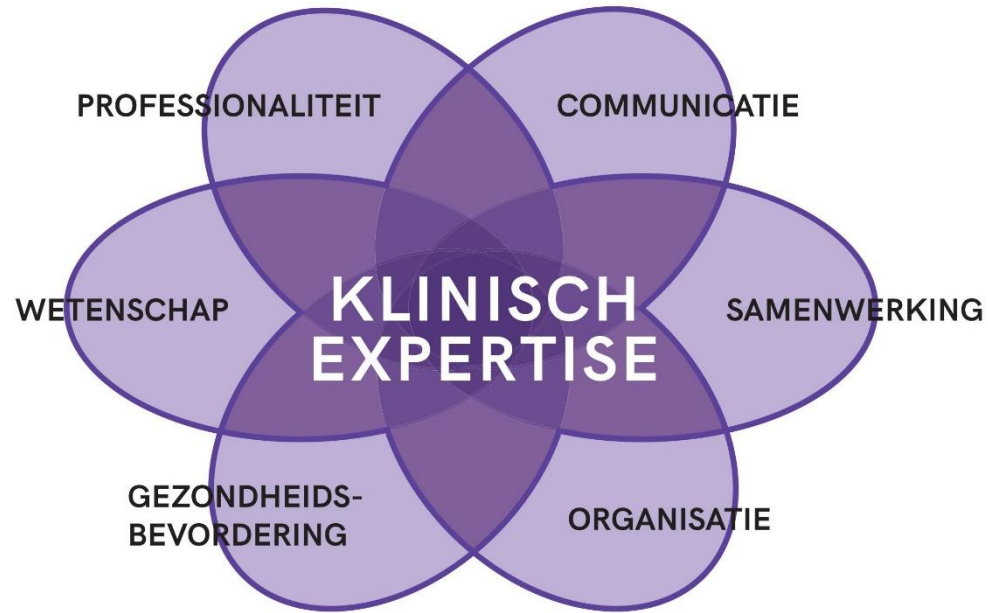 PROFESSIONALITEIT
COMMUNICATIE
WETENSCHAP
KLINISCH
EXPERTISE
SAMENWERKING
GEZONDHEIDS-
BEVORDERING
ORGANISATIE